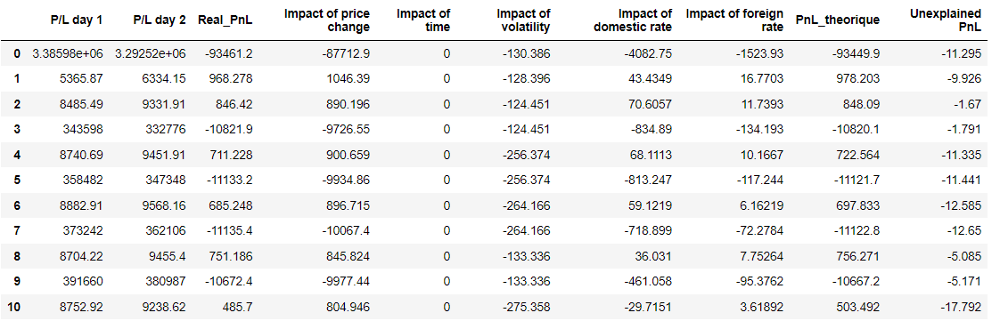 P/L day 1 P/L day 2 Real_PnL Impact of price change Impact of time Impact of volatility Impact of domestic rate Impact of foreign rate PnL_theorique Unexplained PnL
0 3.38598e+06 3.29252e+06 -93461.2 -87712.9 0 -130.386 -4082.75 -1523.93 -93449.9 -11.295
1 5365.87 6334.15 968.278 1046.39 0 -128.396 43.4349 16.7703 978.203 -9.926
2 8485.49 9331.91 846.42 890.196 0 -124.451 70.6057 11.7393 848.09 -1.67
3 343598 332776 -10821.9 -9726.55 0 -124.451 -834.89 -134.193 -10820.1 -1.791
4 8740.69 9451.91 711.228 900.659 0 -256.374 68.1113 10.1667 722.564 -11.335
5 358482 347348 -11133.2 -9934.86 0 -256.374 -813.247 -117.244 -11121.7 -11.441
6 8882.91 9568.16 685.248 896.715 0 -264.166 59.1219 6.16219 697.833 -12.585
7 373242 362106 -11135.4 -10067.4 0 -264.166 -718.899 -72.2784 -11122.8 -12.65
8 8704.22 9455.4 751.186 845.824 0 -133.336 36.031 7.75264 756.271 -5.085
9 391660 380987 -10672.4 -9977.44 0 -133.336 -461.058 -95.3762 -10667.2 -5.171
10 8752.92 9238.62 485.7 804.946 0 -275.358 -29.7151 3.61892 503.492 -17.792